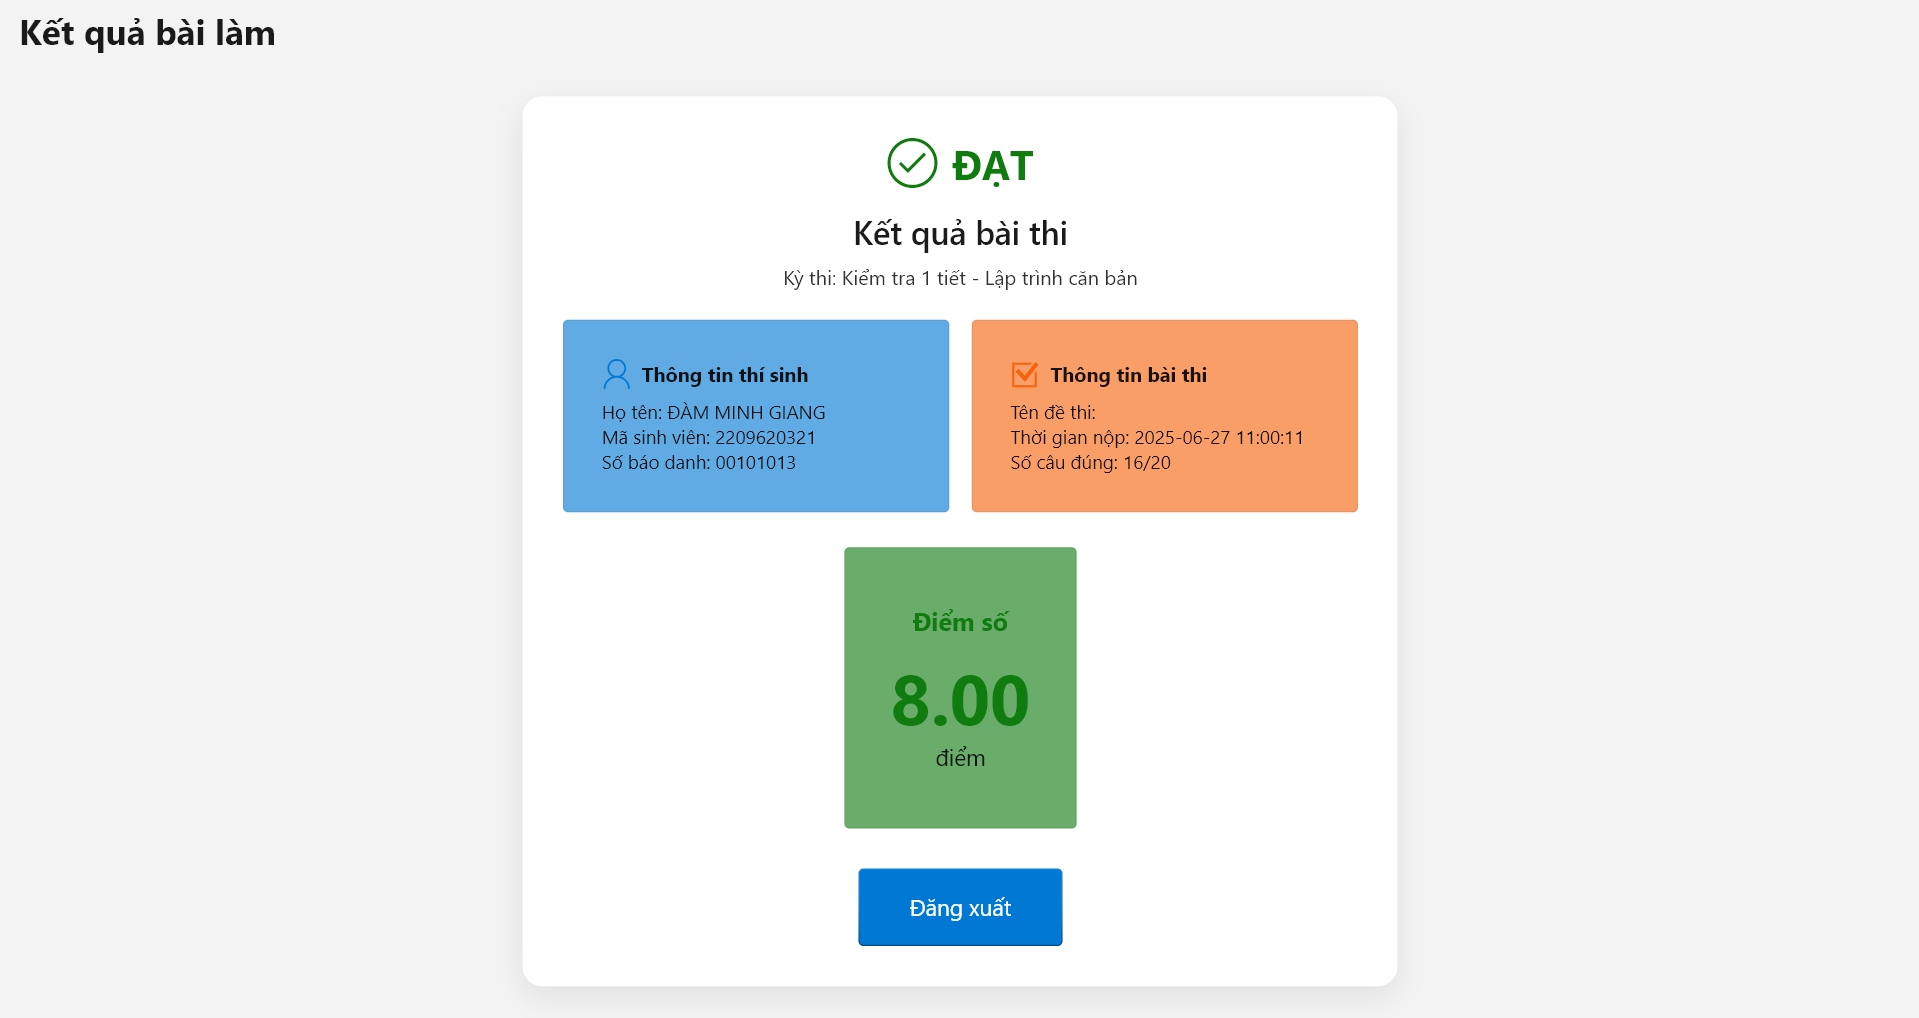 Kết quả bài làm
ĐẠT
Kết quả bài thi
Kỳ thi: Kiểm tra 1 tiết - Lập trình căn bản
Thông tin thí sinh
Họ tên: ĐÀM MINH GIANG
Mã sinh viên: 2209620321
Số báo danh: 00101013
Thông tin bài thi
Tên đề thi:
Thời gian nộp: 2025-06-27 11:00:11
Số câu đúng: 16/20
Điểm số
8.00
điểm
Đăng xuất